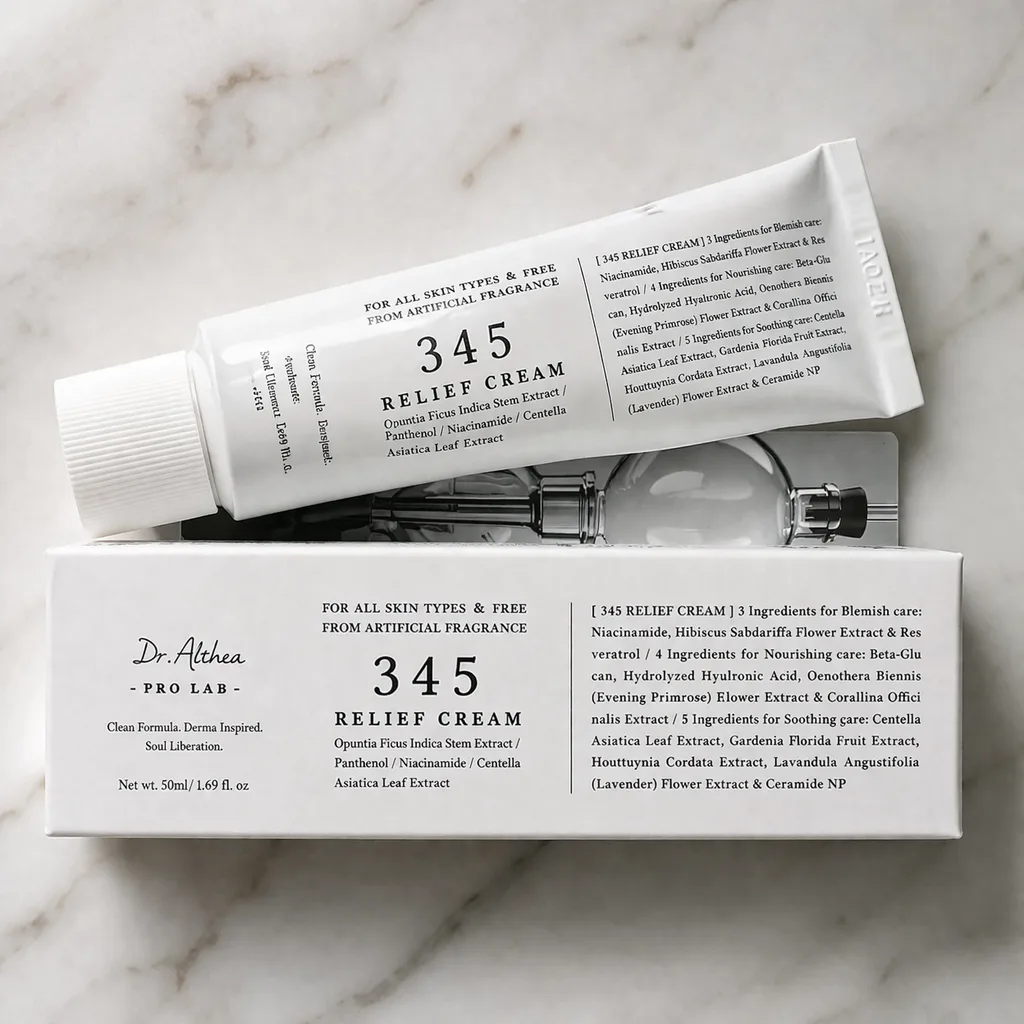 FOR ALL SKIN TYPES & FREE
FROM ARTIFICIAL FRAGRANCE
345
RELIEF CREAM
Opuntia Ficus Indica Stem Extract /
Panthenol / Niacinamide / Centella
Asiatica Leaf Extract
[ 345 RELIEF CREAM ] 3 Ingredients for Blemish care:
Niacinamide, Hibiscus Sabdariffa Flower Extract & Res
veratrol / 4 Ingredients for Nourishing care: Beta-Glu
can, Hydrolyzed Hyaluronic Acid, Oenothera Biennis
(Evening Primrose) Flower Extract & Corallina Offici
nalis Extract / 5 Ingredients for Soothing care: Centella
Asiatica Leaf Extract, Gardenia Florida Fruit Extract,
Houttuynia Cordata Extract, Lavandula Angustifolia
(Lavender) Flower Extract & Ceramide NP
Dr.Althea
- PRO LAB -
Clean Formula. Derma Inspired.
Soul Liberation.
Net wt. 50ml/ 1.69 fl. oz
FOR ALL SKIN TYPES & FREE
FROM ARTIFICIAL FRAGRANCE
345
RELIEF CREAM
Opuntia Ficus Indica Stem Extract /
Panthenol / Niacinamide / Centella
Asiatica Leaf Extract
[ 345 RELIEF CREAM ] 3 Ingredients for Blemish care:
Niacinamide, Hibiscus Sabdariffa Flower Extract & Res
veratrol / 4 Ingredients for Nourishing care: Beta-Glu
can, Hydrolyzed Hyulronic Acid, Oenothera Biennis
(Evening Primrose) Elower Extract & Corallina Offici
nalis Extract / 5 Ingredients for Soothing care: Centella
Asiatica Leaf Extract, Gardenia Florida Fruit Extract,
Houttuynia Cordata Extract, Lavandula Angustifolia
(Lavender) Flower Extract & Ceramide NP